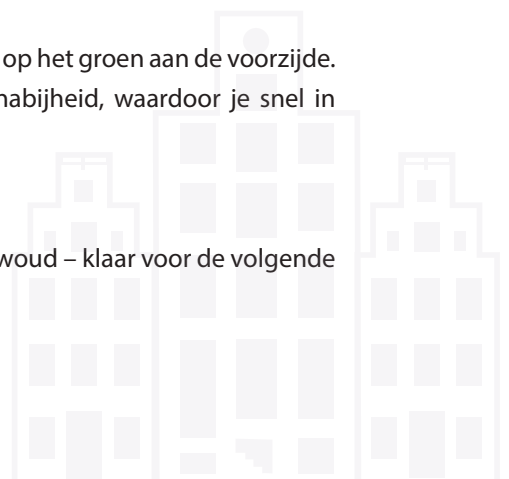 op het groen aan de voorzijde.
nabijheid, waardoor je snel in
woud – klaar voor de volgende